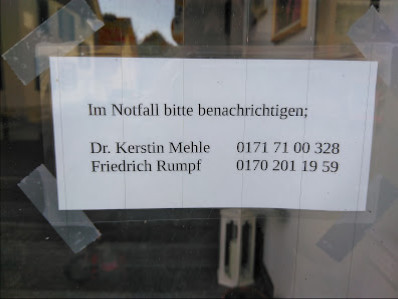 Im Notfall bitte benachrichtigen;
Dr. Kerstin Mehle 0171 71 00 328
Friedrich Rumpf 0170 201 19 59